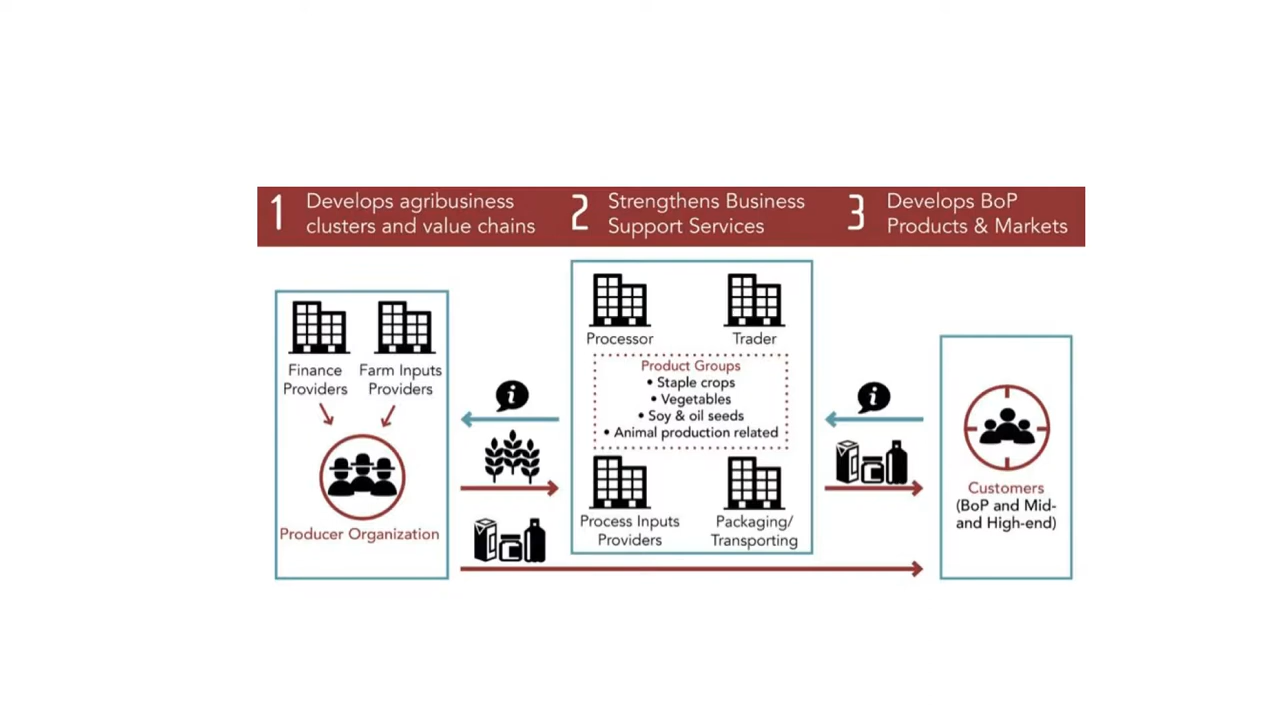 1 Develops agribusiness
clusters and value chains
2 Strengthens Business
Support Services
3 Develops BoP
Products & Markets
Finance
Providers
Farm Inputs
Providers
Producer Organization
i
Processor
Trader
Product Groups
• Staple crops
• Vegetables
• Soy & oil seeds
• Animal production related
Process Inputs
Providers
Packaging/
Transporting
i
Customers
(BoP and Mid-
and High-end)